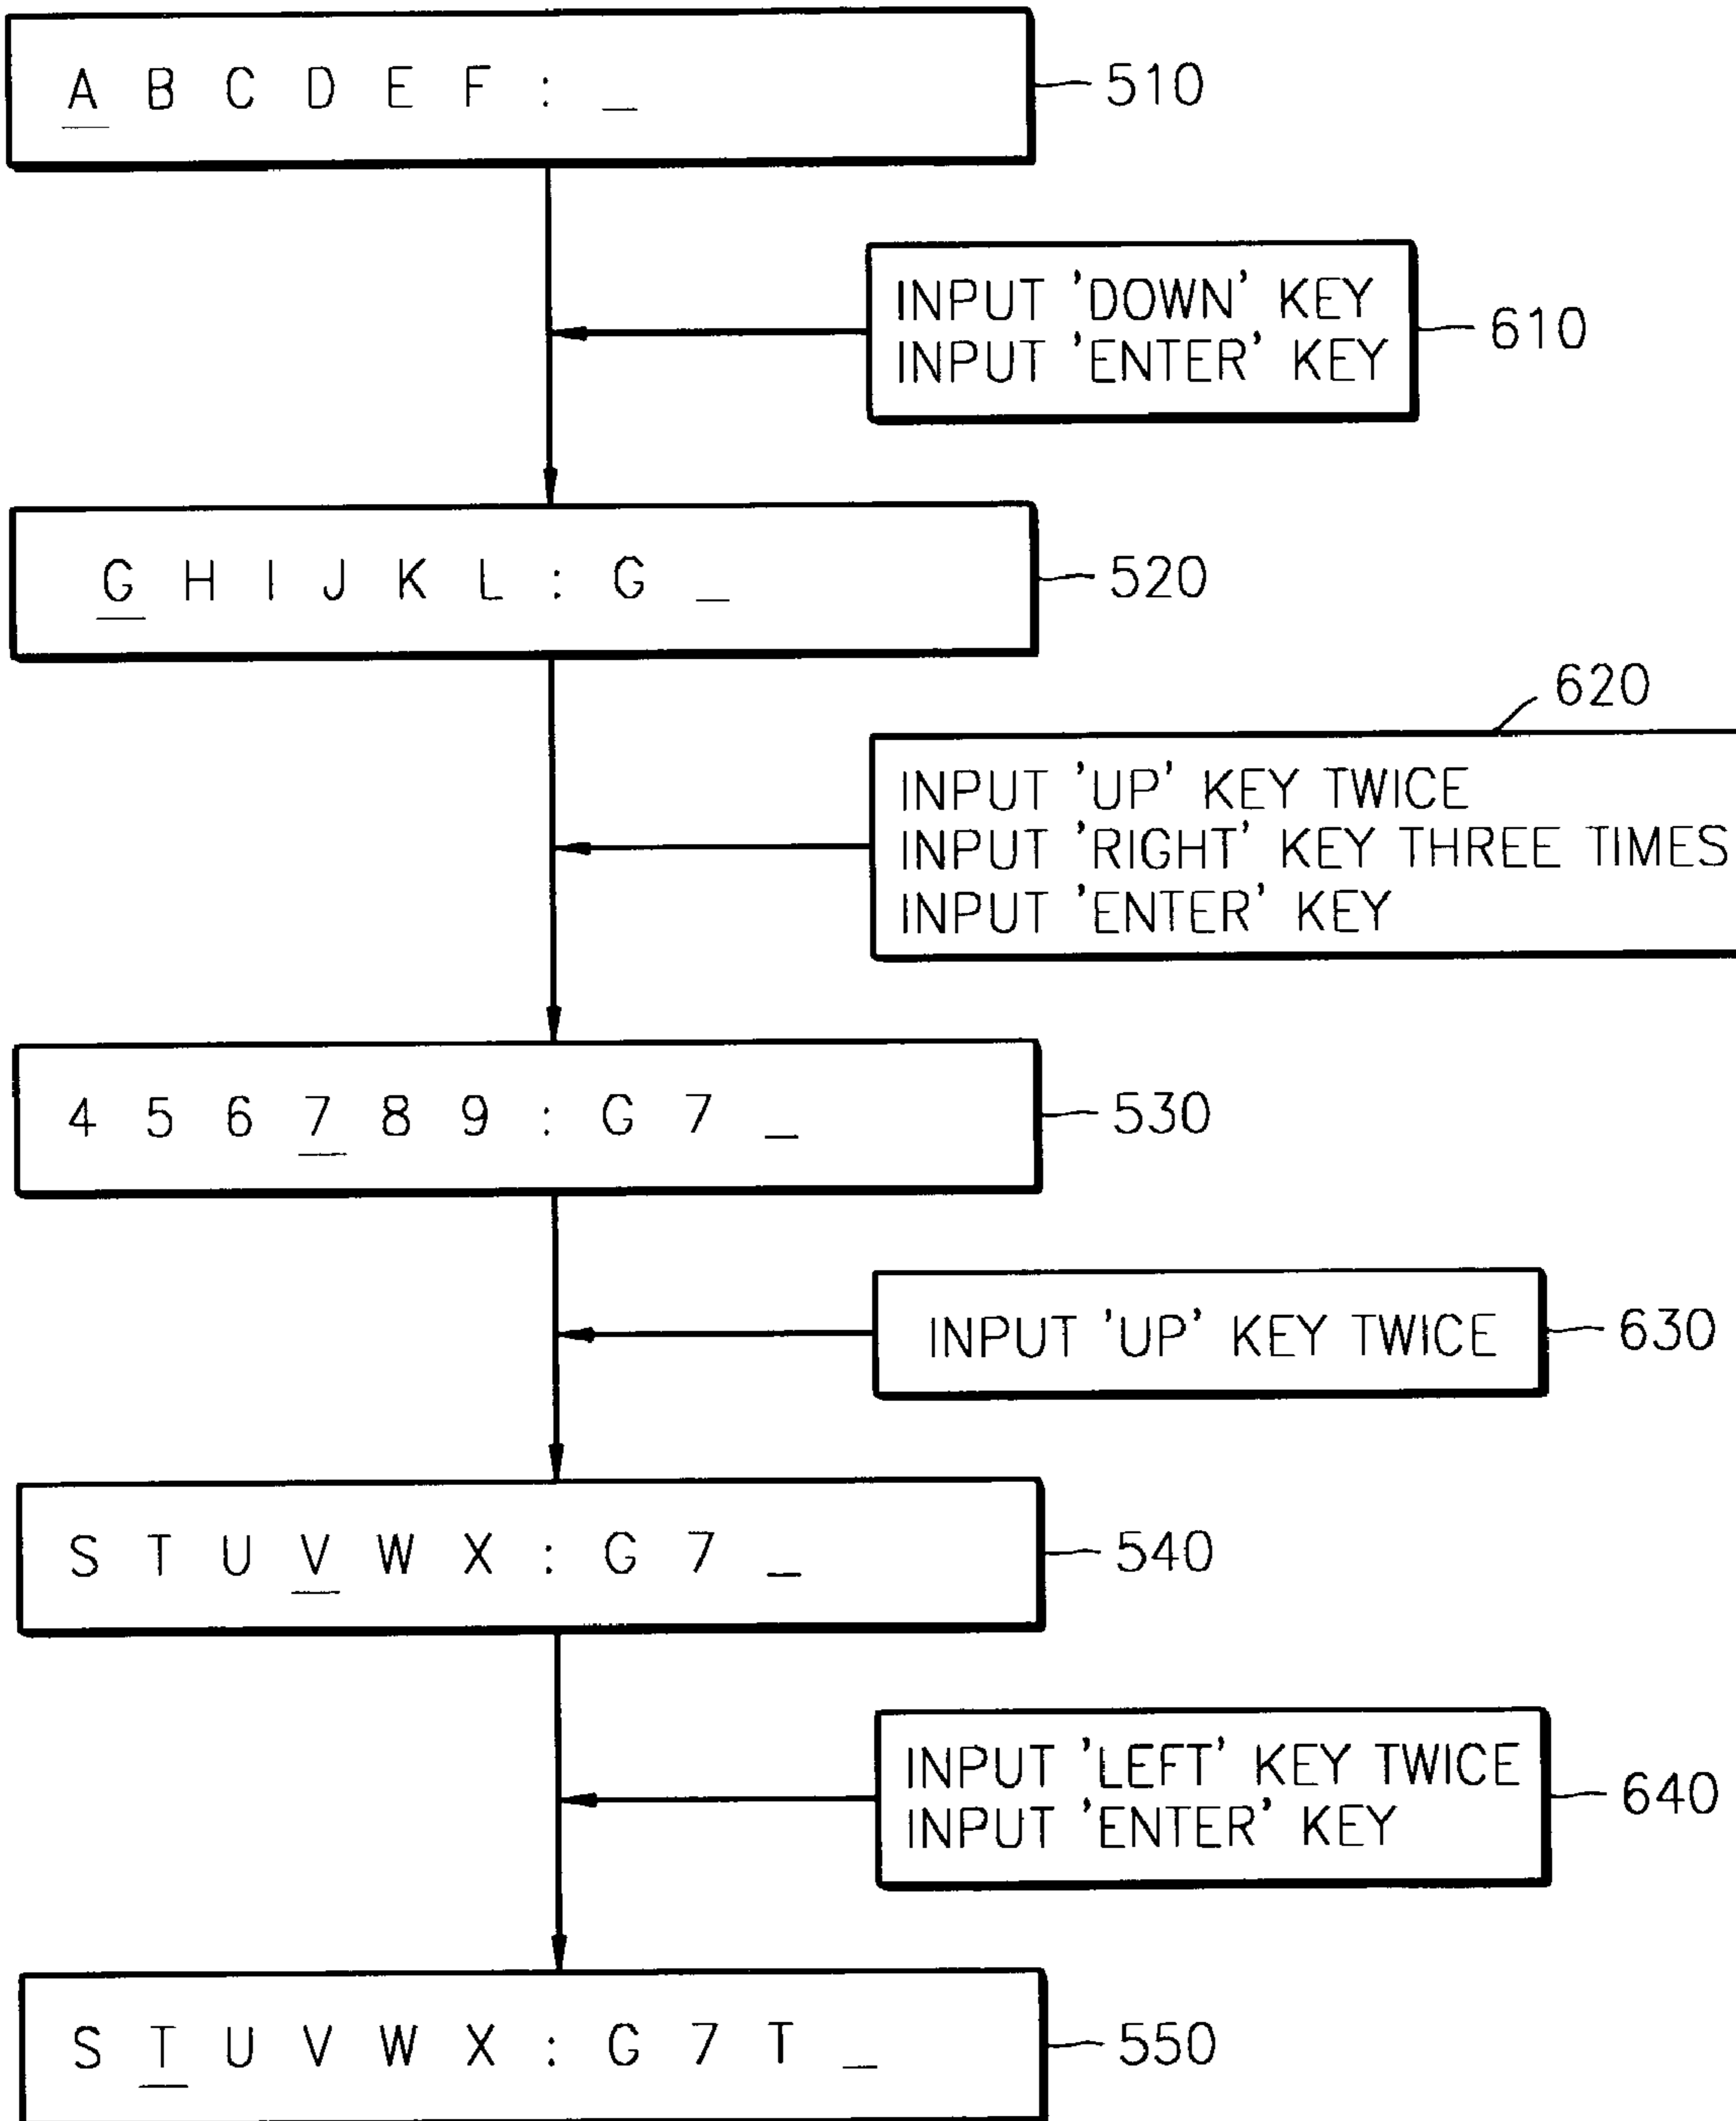 A B C D E F : _
510
INPUT 'DOWN' KEY
INPUT 'ENTER' KEY
610
G H I J K L : G _
520
620
INPUT 'UP' KEY TWICE
INPUT 'RIGHT' KEY THREE TIMES
INPUT 'ENTER' KEY
4 5 6 7 8 9 : G 7 _
530
INPUT 'UP' KEY TWICE
630
S T U V W X : G 7 _
540
INPUT 'LEFT' KEY TWICE
INPUT 'ENTER' KEY
640
S T U V W X : G 7 T _
550